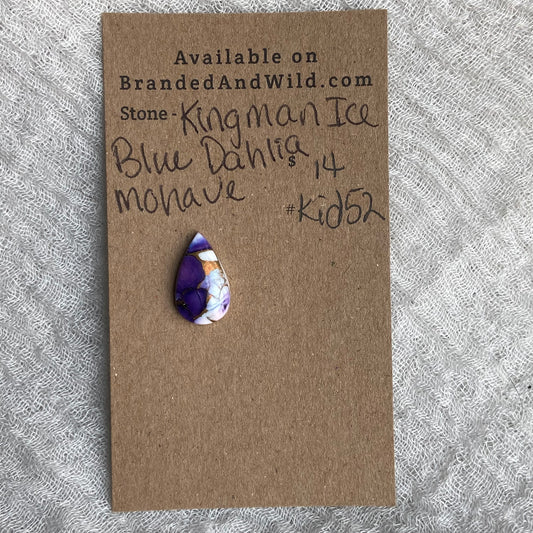 Available on
BrandedAndWild.com
Stone - Kingman Ice
Blue Dahlia $ 14
mohave
#Kid52